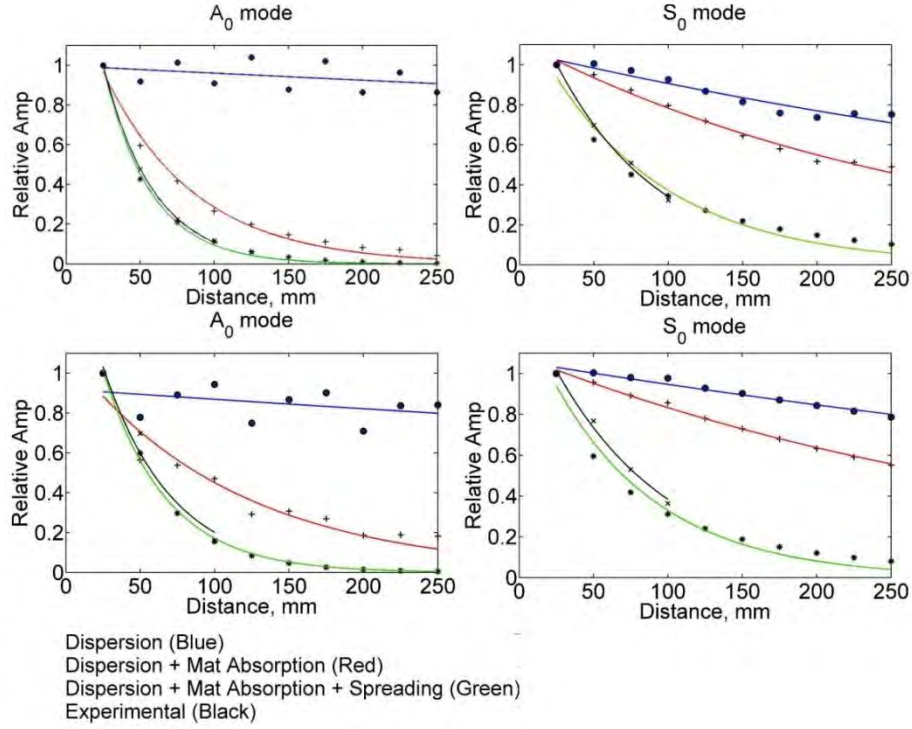 A0 mode
S0 mode
Relative Amp
1
0.8
0.6
0.4
0.2
0
0 50 100 150 200 250
Distance, mm
Relative Amp
1
0.8
0.6
0.4
0.2
0
0 50 100 150 200 250
Distance, mm
A0 mode
S0 mode
Relative Amp
1
0.8
0.6
0.4
0.2
0
0 50 100 150 200 250
Distance, mm
Relative Amp
1
0.8
0.6
0.4
0.2
0
0 50 100 150 200 250
Distance, mm
Dispersion (Blue)
Dispersion + Mat Absorption (Red)
Dispersion + Mat Absorption + Spreading (Green)
Experimental (Black)